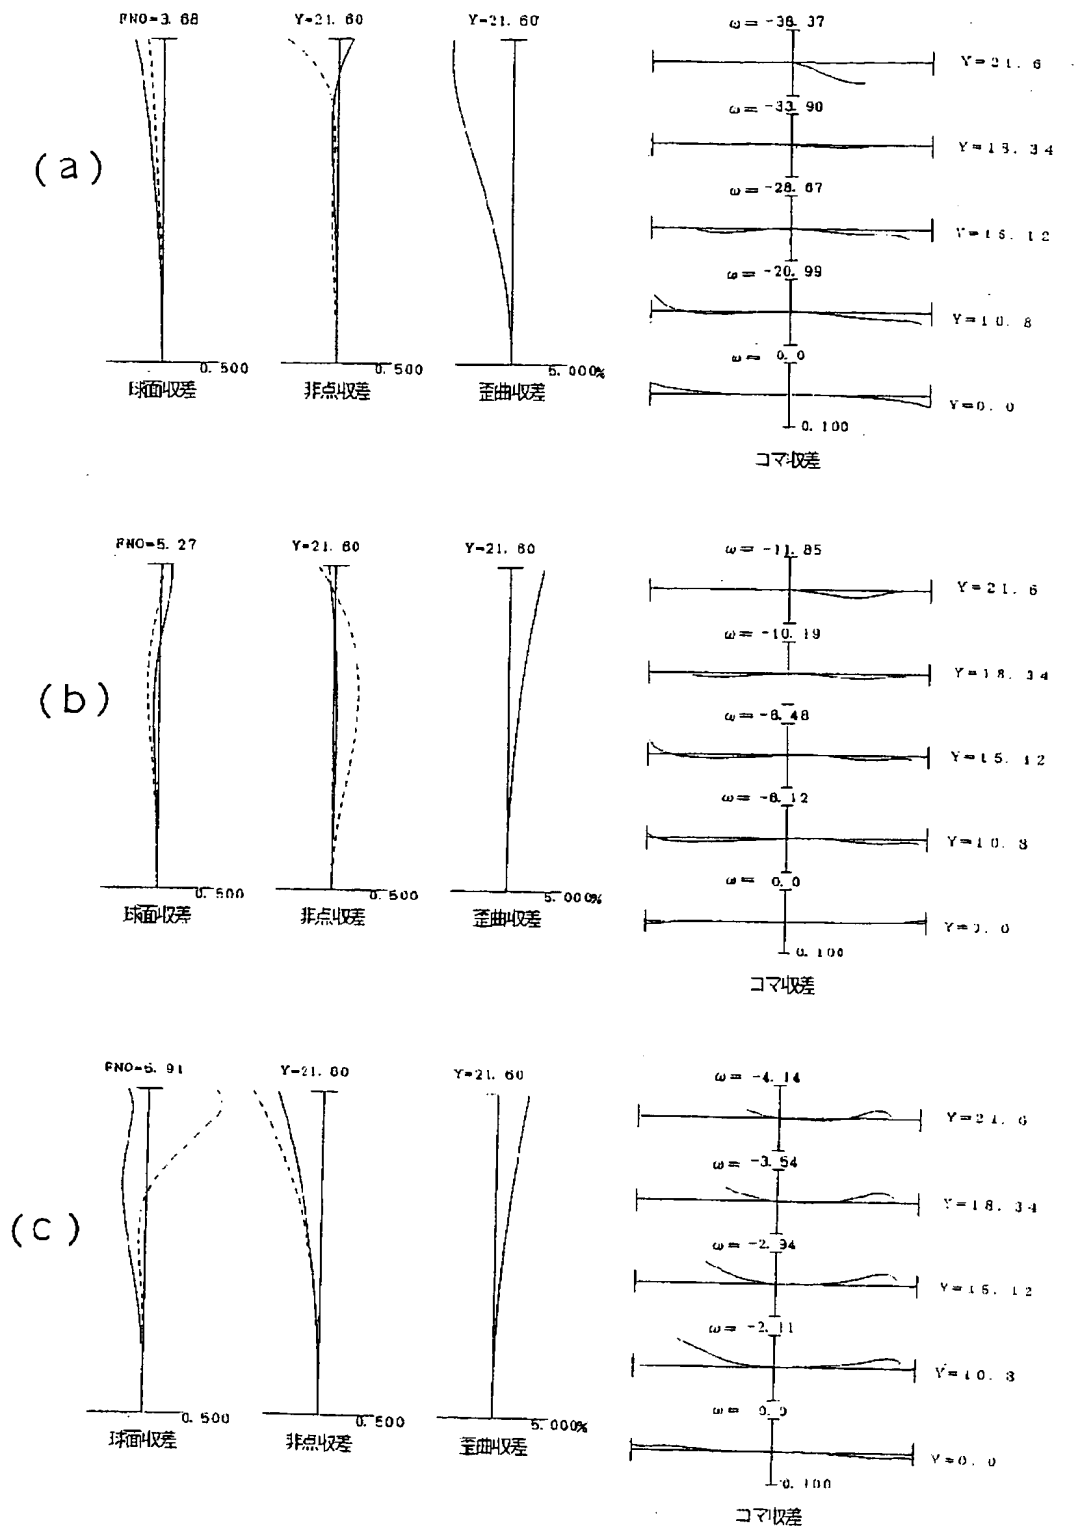 (a)
FNO=3.68
Y=21.60
Y=21.60
0.500
球面収差
0.500
非点収差
5.000%
歪曲収差
ω=-38.37
Y=21.6
ω=-33.90
Y=18.34
ω=-28.67
Y=15.12
ω=-20.99
Y=10.8
ω= 0.0
Y=0.0
0.100
コマ収差
(b)
FNO=5.27
Y=21.60
Y=21.60
0.500
球面収差
0.500
非点収差
5.000%
歪曲収差
ω=-11.85
Y=21.6
ω=-10.19
Y=18.34
ω=-8.48
Y=15.12
ω=-6.12
Y=10.8
ω= 0.0
Y=0.0
0.100
コマ収差
(c)
FNO=5.91
Y=21.60
Y=21.60
0.500
球面収差
0.500
非点収差
5.000%
歪曲収差
ω=-4.14
Y=21.6
ω=-3.54
Y=18.34
ω=-2.94
Y=15.12
ω=-2.11
Y=10.8
ω= 0.0
Y=0.0
0.100
コマ収差